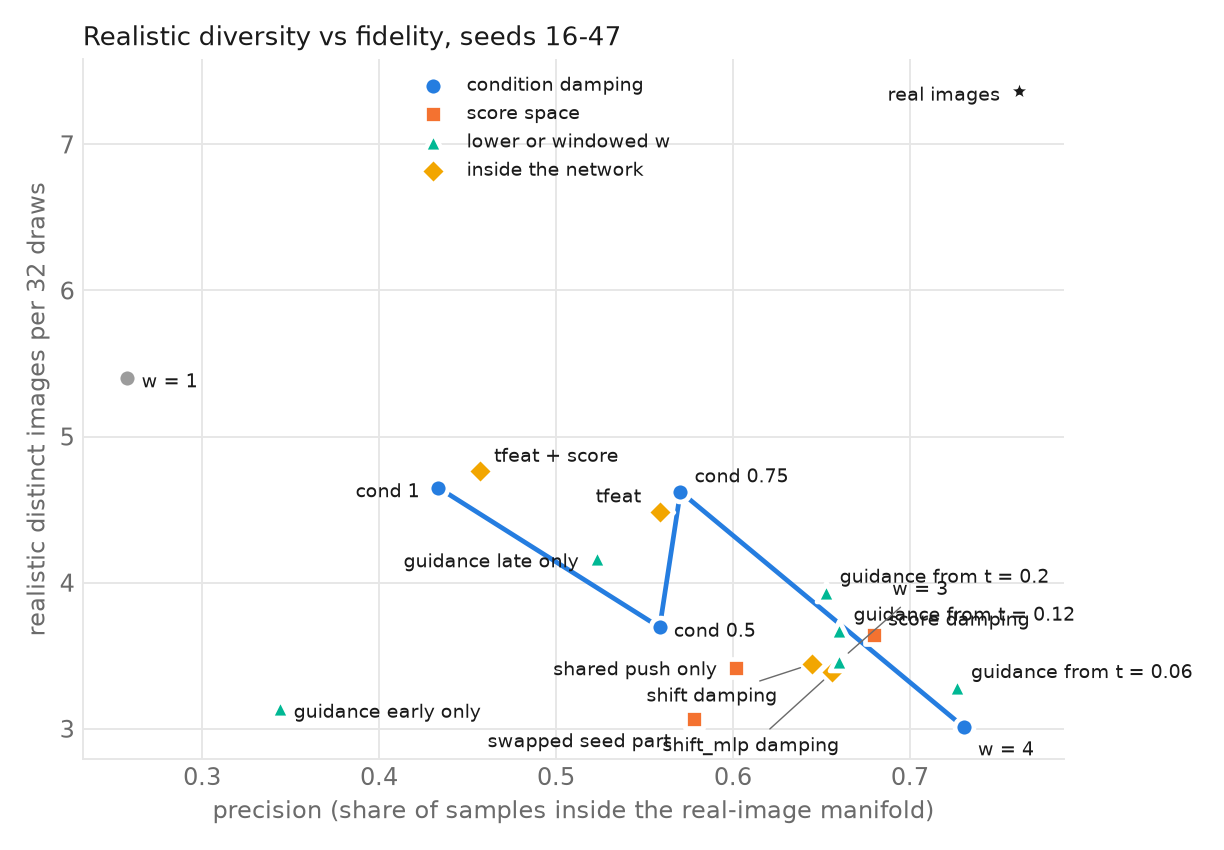 Realistic diversity vs fidelity, seeds 16-47
condition damping
score space
lower or windowed w
inside the network
real images
realistic distinct images per 32 draws
7
6
5
4
3
w = 1
tfeat + score
cond 1
tfeat
cond 0.75
guidance late only
guidance from t = 0.2
w = 3
guidance from t = 0.12
score damping
cond 0.5
shared push only
shift damping
guidance from t = 0.06
guidance early only
swapped seed part
shift_mlp damping
w = 4
0.3
0.4
0.5
0.6
0.7
precision (share of samples inside the real-image manifold)